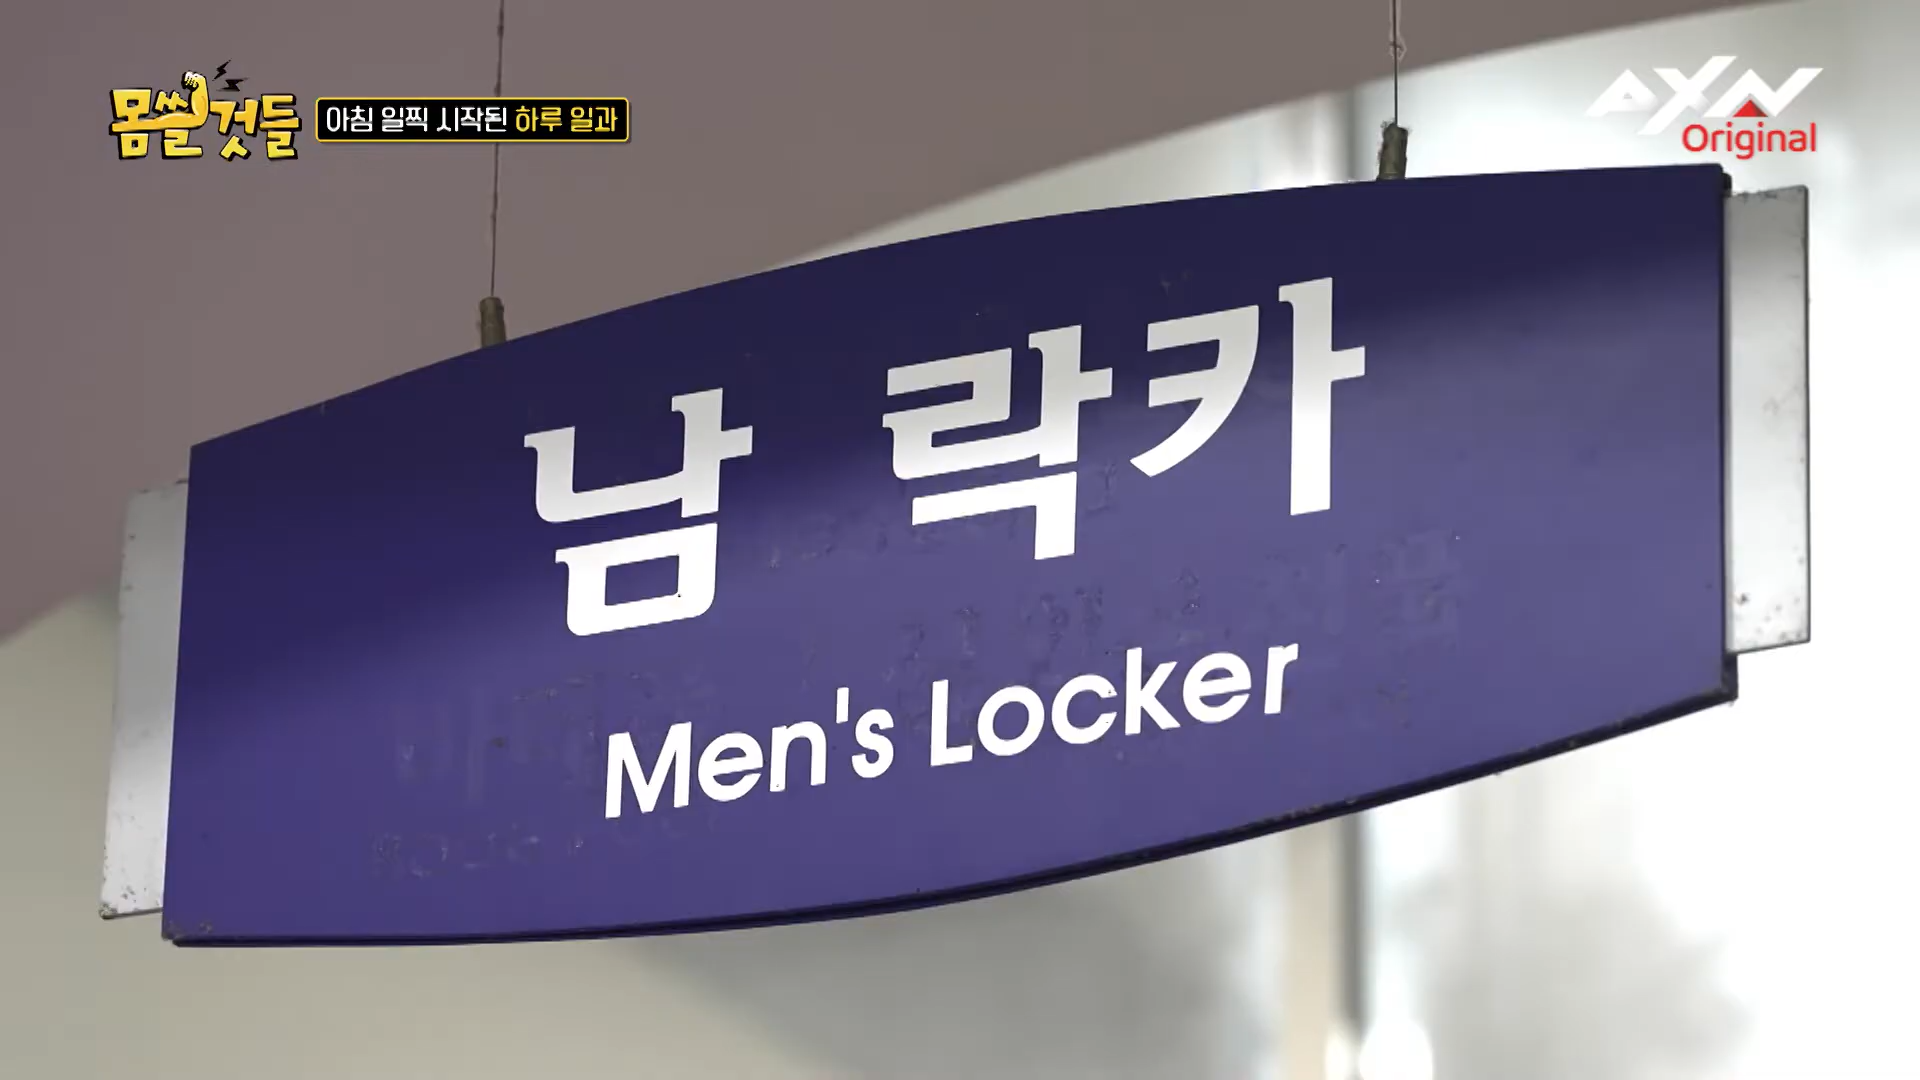 몸쓸것들
아침 일찍 시작된 하루 일과
AXN
Original
남 락카
Men's Locker